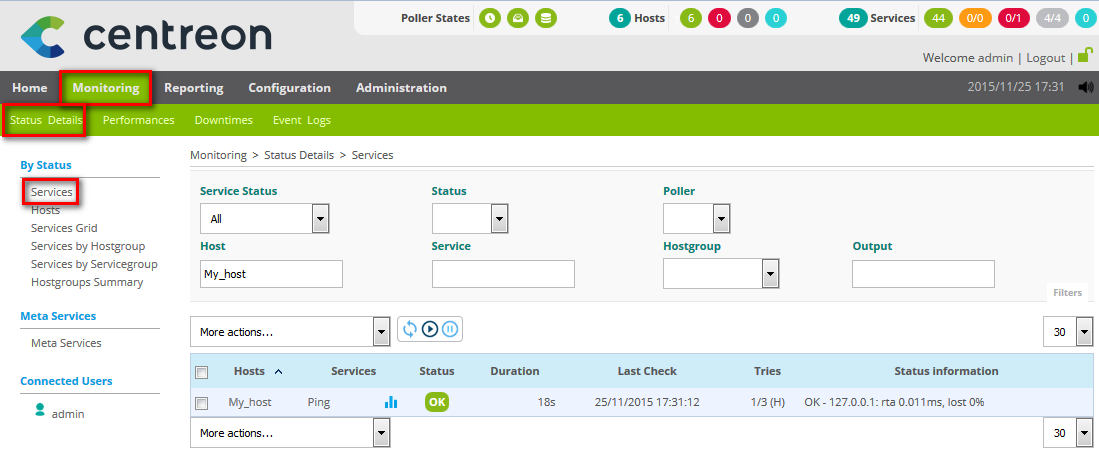 centreon
Poller States
6 Hosts 6 0 0 0
49 Services 44 0/0 0/1 4/4 0
Welcome admin | Logout |
Home Monitoring Reporting Configuration Administration 2015/11/25 17:31
Status Details Performances Downtimes Event Logs
By Status
Services
Hosts
Services Grid
Services by Hostgroup
Services by Servicegroup
Hostgroups Summary
Meta Services
Meta Services
Connected Users
admin
Monitoring > Status Details > Services
Service Status Status Poller
All
Host Service Hostgroup Output
My_host
Filters
More actions... 30
Hosts Services Status Duration Last Check Tries Status information
My_host Ping OK 18s 25/11/2015 17:31:12 1/3 (H) OK - 127.0.0.1: rta 0.011ms, lost 0%
More actions... 30